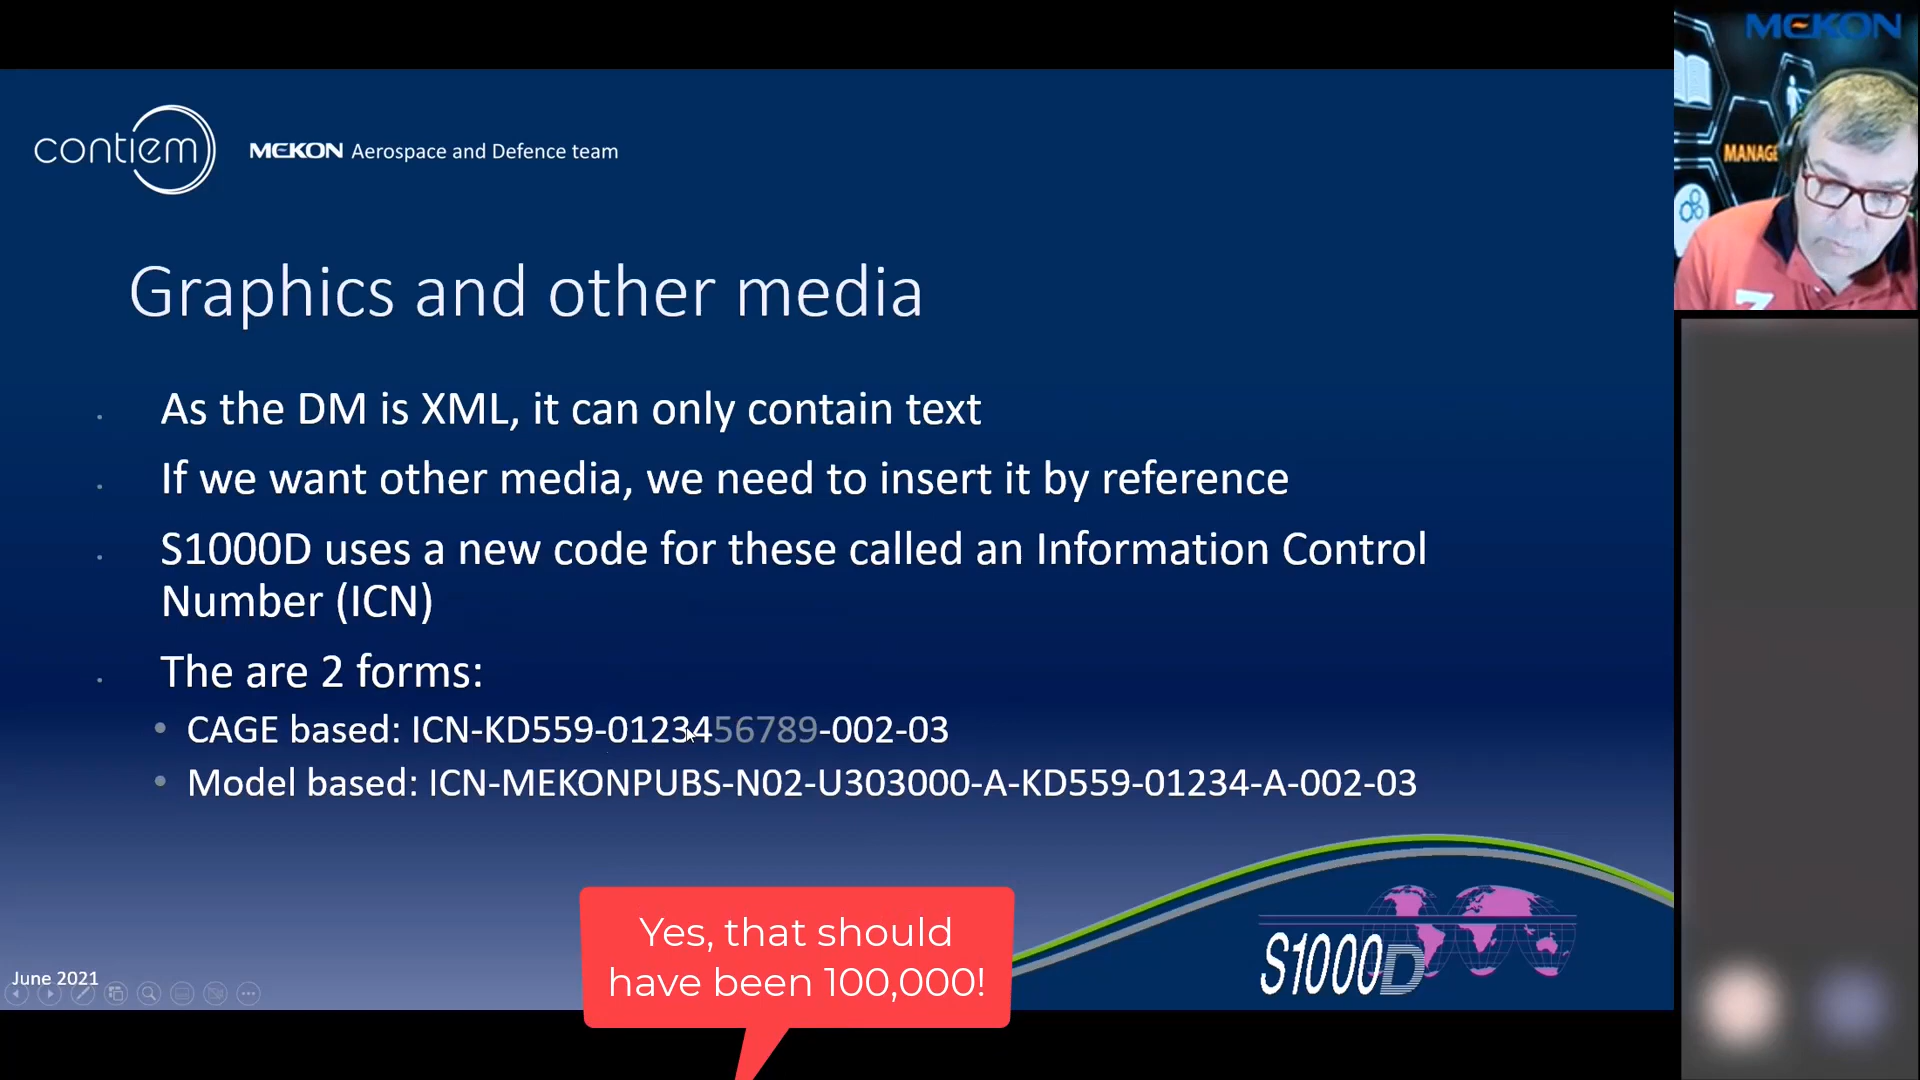 MEKON
MANAGE
contiem
MEKON Aerospace and Defence team
Graphics and other media
As the DM is XML, it can only contain text
If we want other media, we need to insert it by reference
S1000D uses a new code for these called an Information Control
Number (ICN)
The are 2 forms:
CAGE based: ICN-KD559-0123456789-002-03
Model based: ICN-MEKONPUBS-N02-U303000-A-KD559-01234-A-002-03
Yes, that should
have been 100,000!
S1000D
June 2021